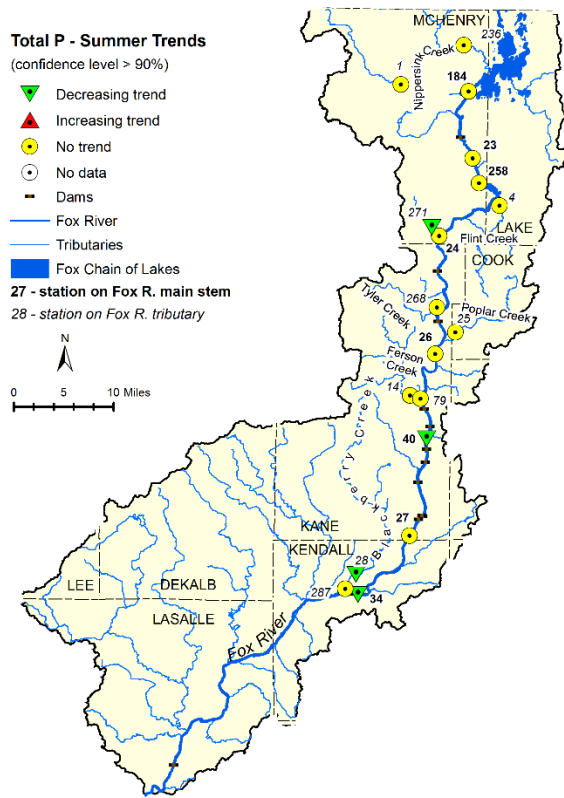 Total P - Summer Trends
(confidence level > 90%)
Decreasing trend
Increasing trend
No trend
No data
Dams
Fox River
Tributaries
Fox Chain of Lakes
27 - station on Fox R. main stem
28 - station on Fox R. tributary
N
0 5 10 Miles
MCHENRY
236
1
Nippersink Creek
184
23
258
4
271
LAKE
24
Flint Creek
COOK
268
Tyler Creek
Poplar Creek
25
26
Ferson Creek
14
79
40
Blackberry Creek
27
KANE
KENDALL
28
LEE
DEKALB
287
34
LASALLE
Fox River